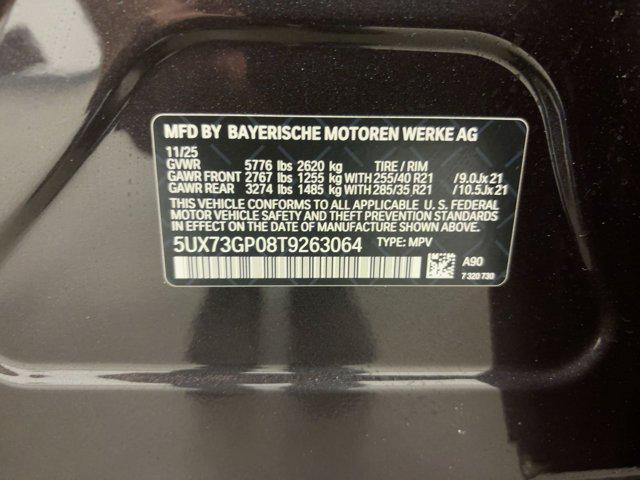 MFD BY BAYERISCHE MOTOREN WERKE AG
11/25
GVWR 5776 lbs 2620 kg TIRE / RIM
GAWR FRONT 2767 lbs 1255 kg WITH 255/40 R21 /9.0Jx21
GAWR REAR 3274 lbs 1485 kg WITH 285/35 R21 /10.5Jx21
THIS VEHICLE CONFORMS TO ALL APPLICABLE U. S. FEDERAL
MOTOR VEHICLE SAFETY AND THEFT PREVENTION STANDARDS
IN EFFECT ON THE DATE OF MANUFACTURE SHOWN ABOVE.
5UX73GP08T9263064 TYPE: MPV
A90
7 320 730